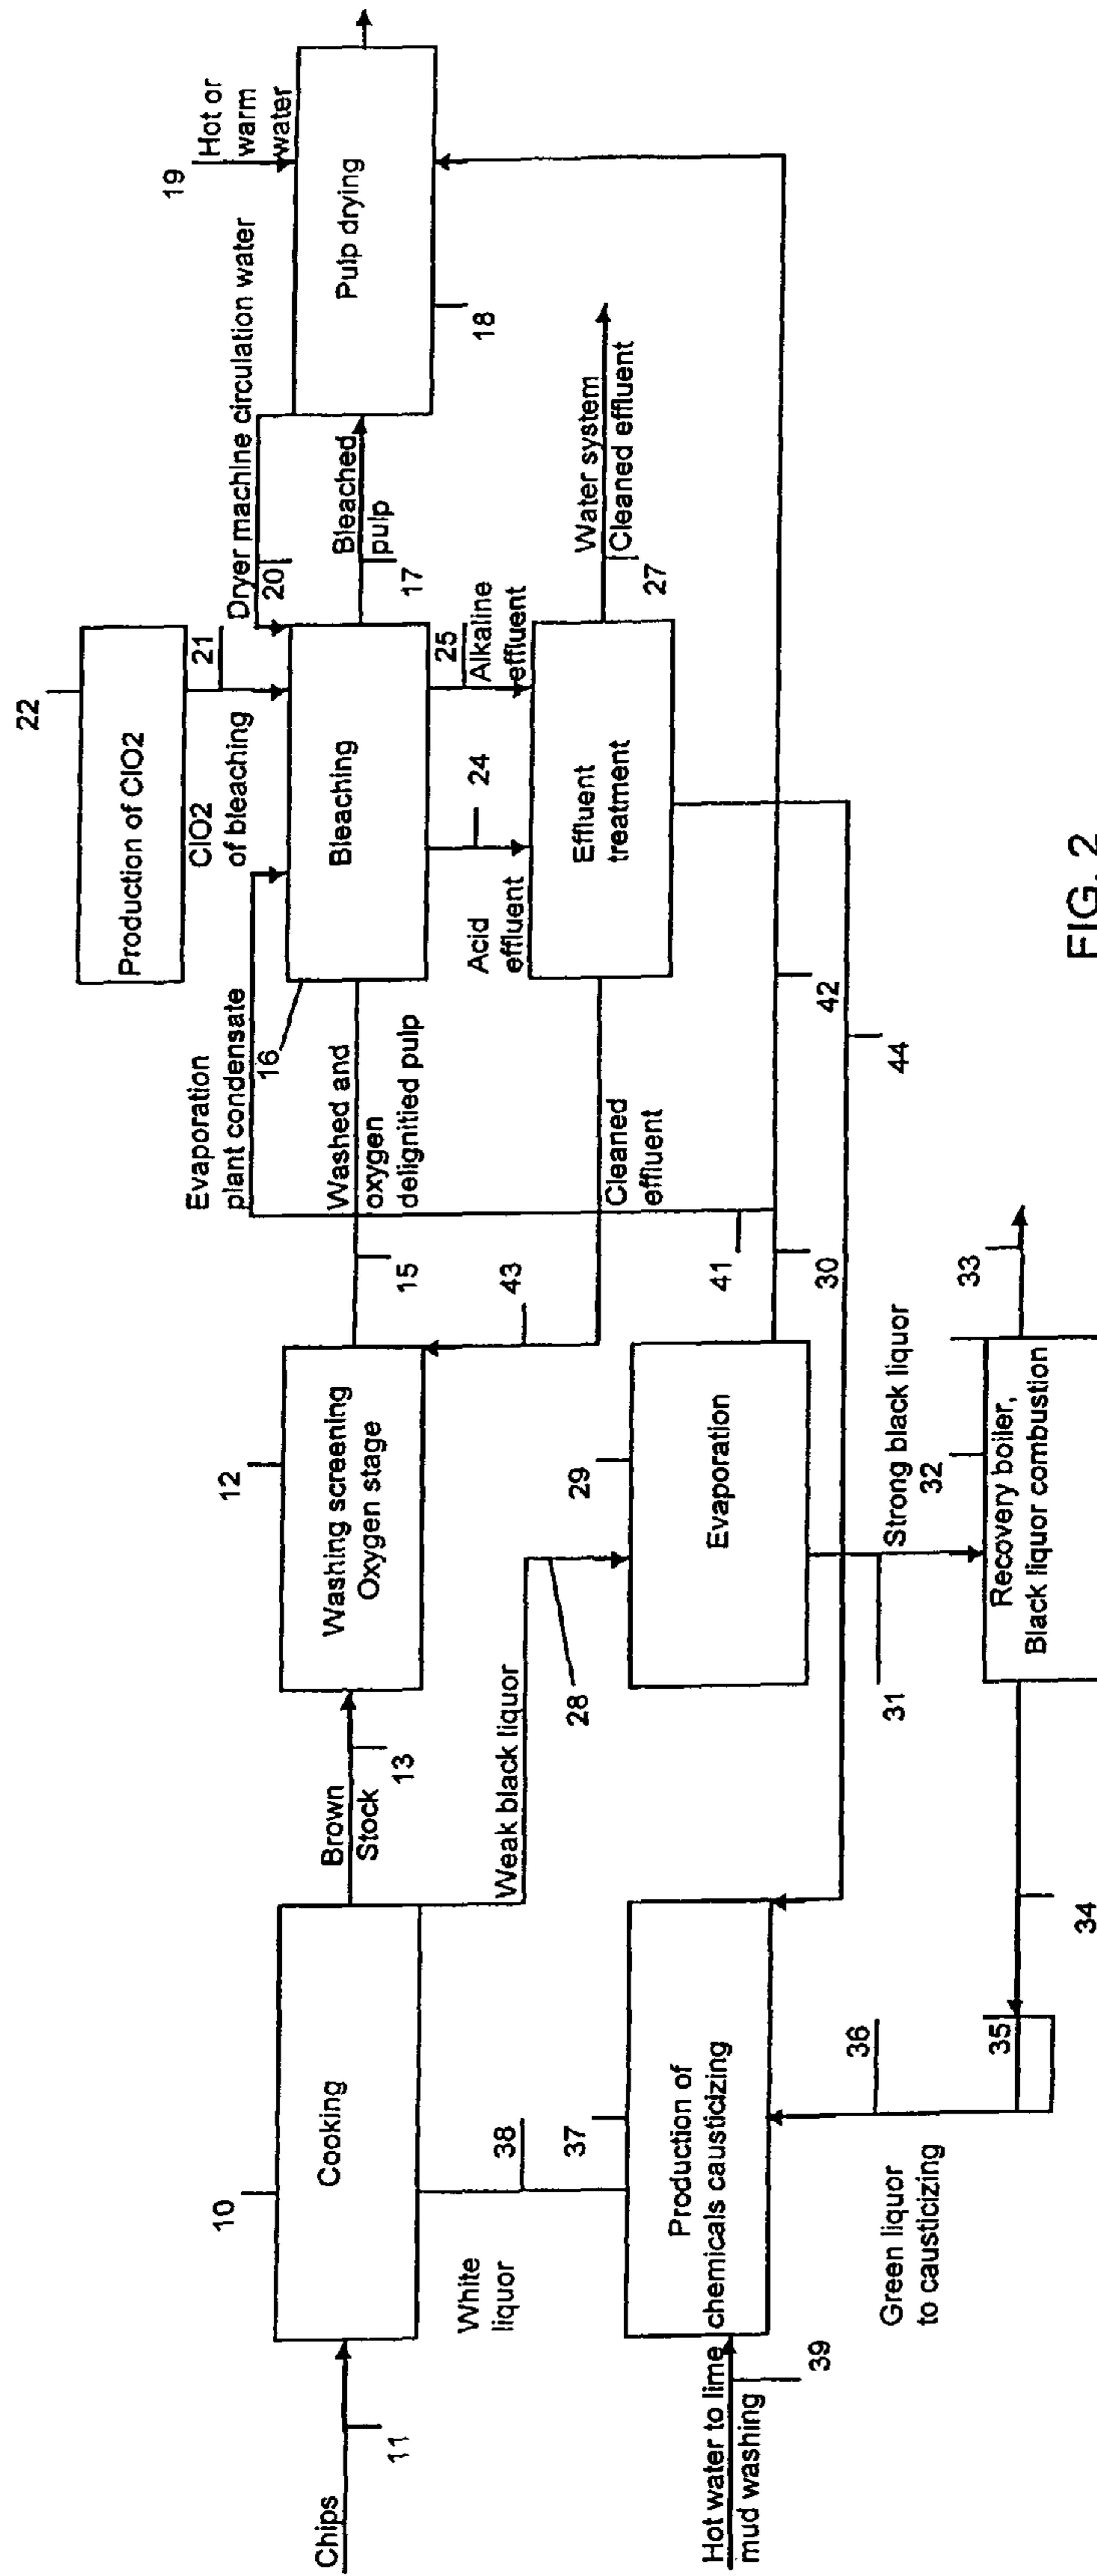 22
Production of ClO2
ClO2
of bleaching
21
Dryer machine circulation water
20
19
Hot or
warm
water
Evaporation
plant condensate
16
Bleaching
Bleached
pulp
17
Pulp drying
18
10
Cooking
Chips
11
Brown
Stock
13
12
Washing screening
Oxygen stage
Washed and
oxygen
delignitied pulp
15
43
Acid
effluent
24
25
Alkaline
effluent
Effluent
treatment
Water system
Cleaned effluent
27
Cleaned
effluent
White
liquor
38
37
Weak black liquor
28
29
Evaporation
41
30
42
44
Production of
chemicals causticizing
Hot water to lime
mud washing
39
Green liquor
to causticizing
36
35
34
31
Strong black liquor
32
33
Recovery boiler,
Black liquor combustion
FIG. 2